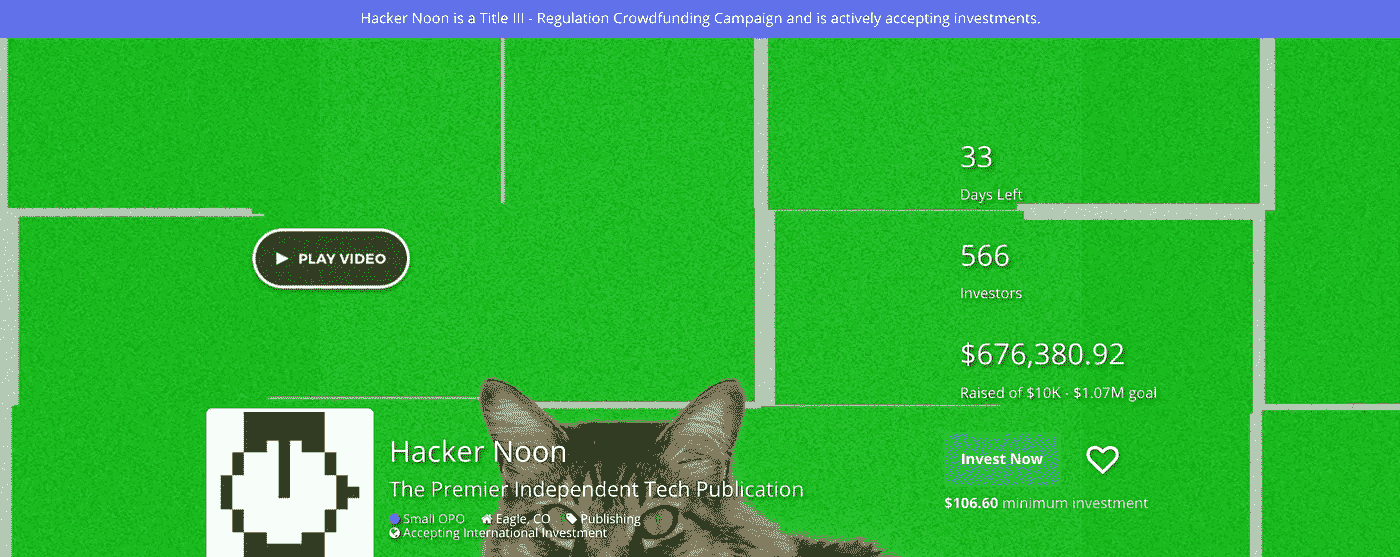 Hacker Noon is a Title III - Regulation Crowdfunding Campaign and is actively accepting investments.
PLAY VIDEO
33
Days Left
566
Investors
$676,380.92
Raised of $10K - $1.07M goal
Invest Now
$106.60 minimum investment
Hacker Noon
The Premier Independent Tech Publication
Small OPO Eagle, CO Publishing
Accepting International Investment